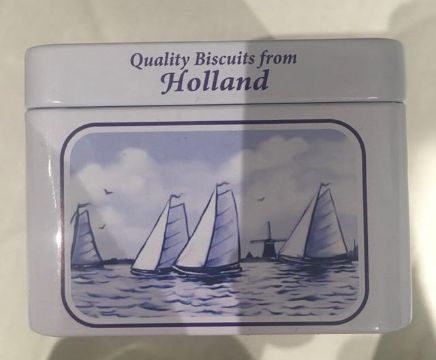 Quality Biscuits from
Holland